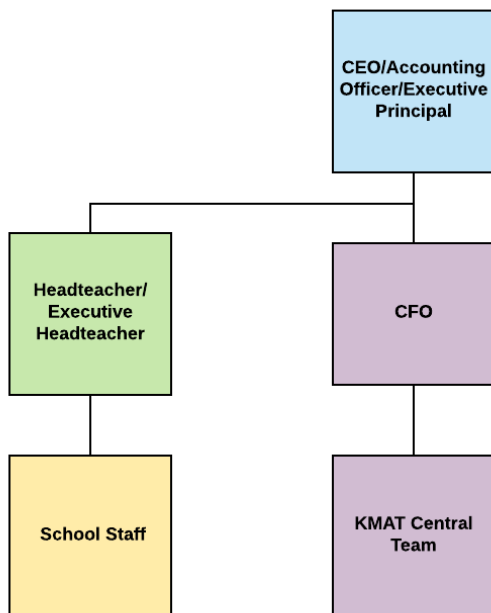 CEO/Accounting
Officer/Executive
Principal
Headteacher/
Executive
Headteacher
CFO
School Staff
KMAT Central
Team